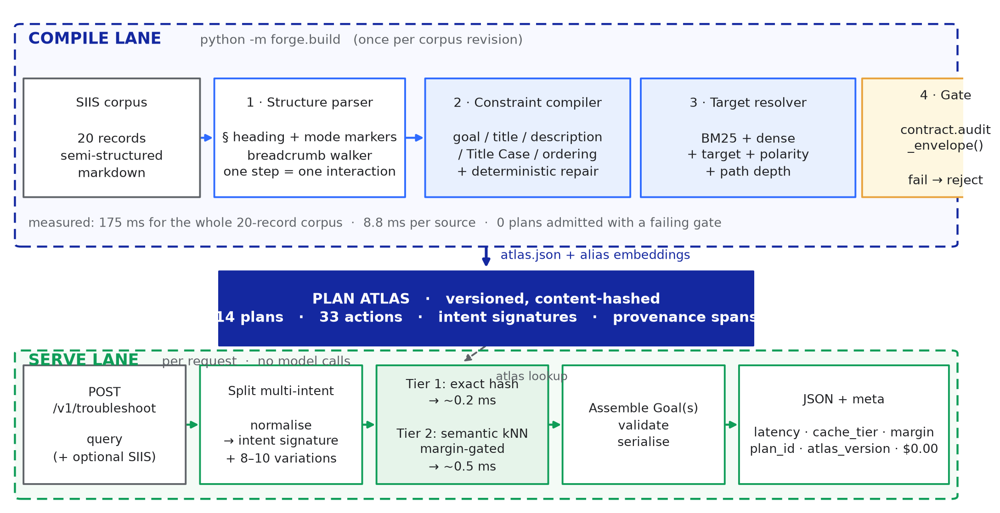 COMPILE LANE python -m forge.build (once per corpus revision)
SIIS corpus
20 records
semi-structured
markdown
1 · Structure parser
§ heading + mode markers
breadcrumb walker
one step = one interaction
2 · Constraint compiler
goal / title / description
/ Title Case / ordering
+ deterministic repair
3 · Target resolver
BM25 + dense
+ target + polarity
+ path depth
4 · Gate
contract.audit
_envelope()
fail → reject
measured: 175 ms for the whole 20-record corpus · 8.8 ms per source · 0 plans admitted with a failing gate
atlas.json + alias embeddings
PLAN ATLAS · versioned, content-hashed
14 plans · 33 actions · intent signatures · provenance spans
SERVE LANE per request · no model calls
atlas lookup
POST
/v1/troubleshoot
query
(+ optional SIIS)
Split multi-intent
normalise
→ intent signature
+ 8–10 variations
Tier 1: exact hash
→ ~0.2 ms
Tier 2: semantic kNN
margin-gated
→ ~0.5 ms
Assemble Goal(s)
validate
serialise
JSON + meta
latency · cache_tier · margin
plan_id · atlas_version · $0.00